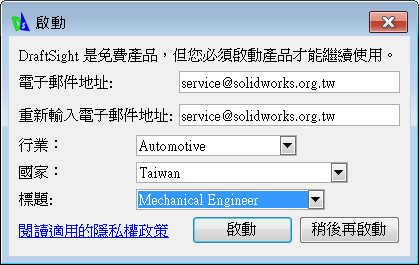 啟動
DraftSight 是免費產品，但您必須啟動產品才能繼續使用。
電子郵件地址: service@solidworks.org.tw
重新輸入電子郵件地址: service@solidworks.org.tw
行業： Automotive
國家： Taiwan
標題: Mechanical Engineer
閱讀適用的隱私權政策 啟動 稍後再啟動